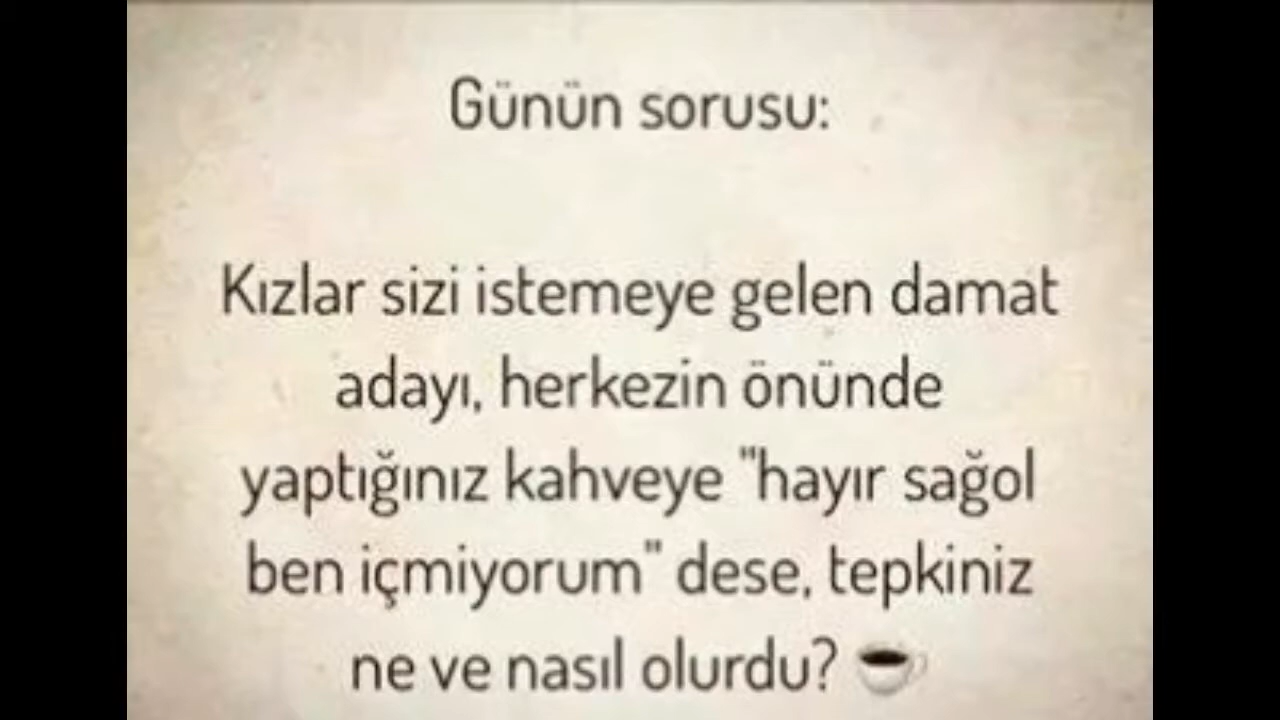 Günün sorusu:
Kızlar sizi istemeye gelen damat
adayı, herkezin önünde
yaptığınız kahveye "hayır sağol
ben içmiyorum" dese, tepkiniz
ne ve nasıl olurdu? ☕